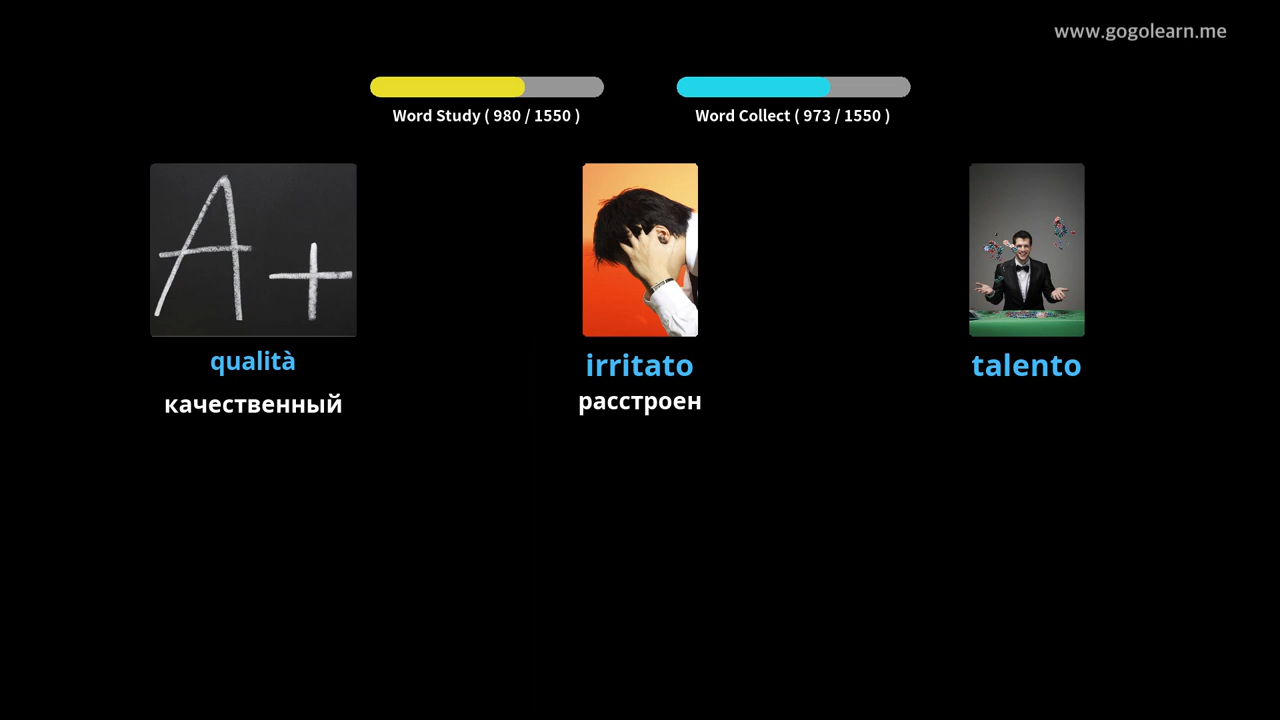 www.gogolearn.me
Word Study ( 980 / 1550 )
Word Collect ( 973 / 1550 )
A+
qualità
irritato
talento
качественный
расстроен